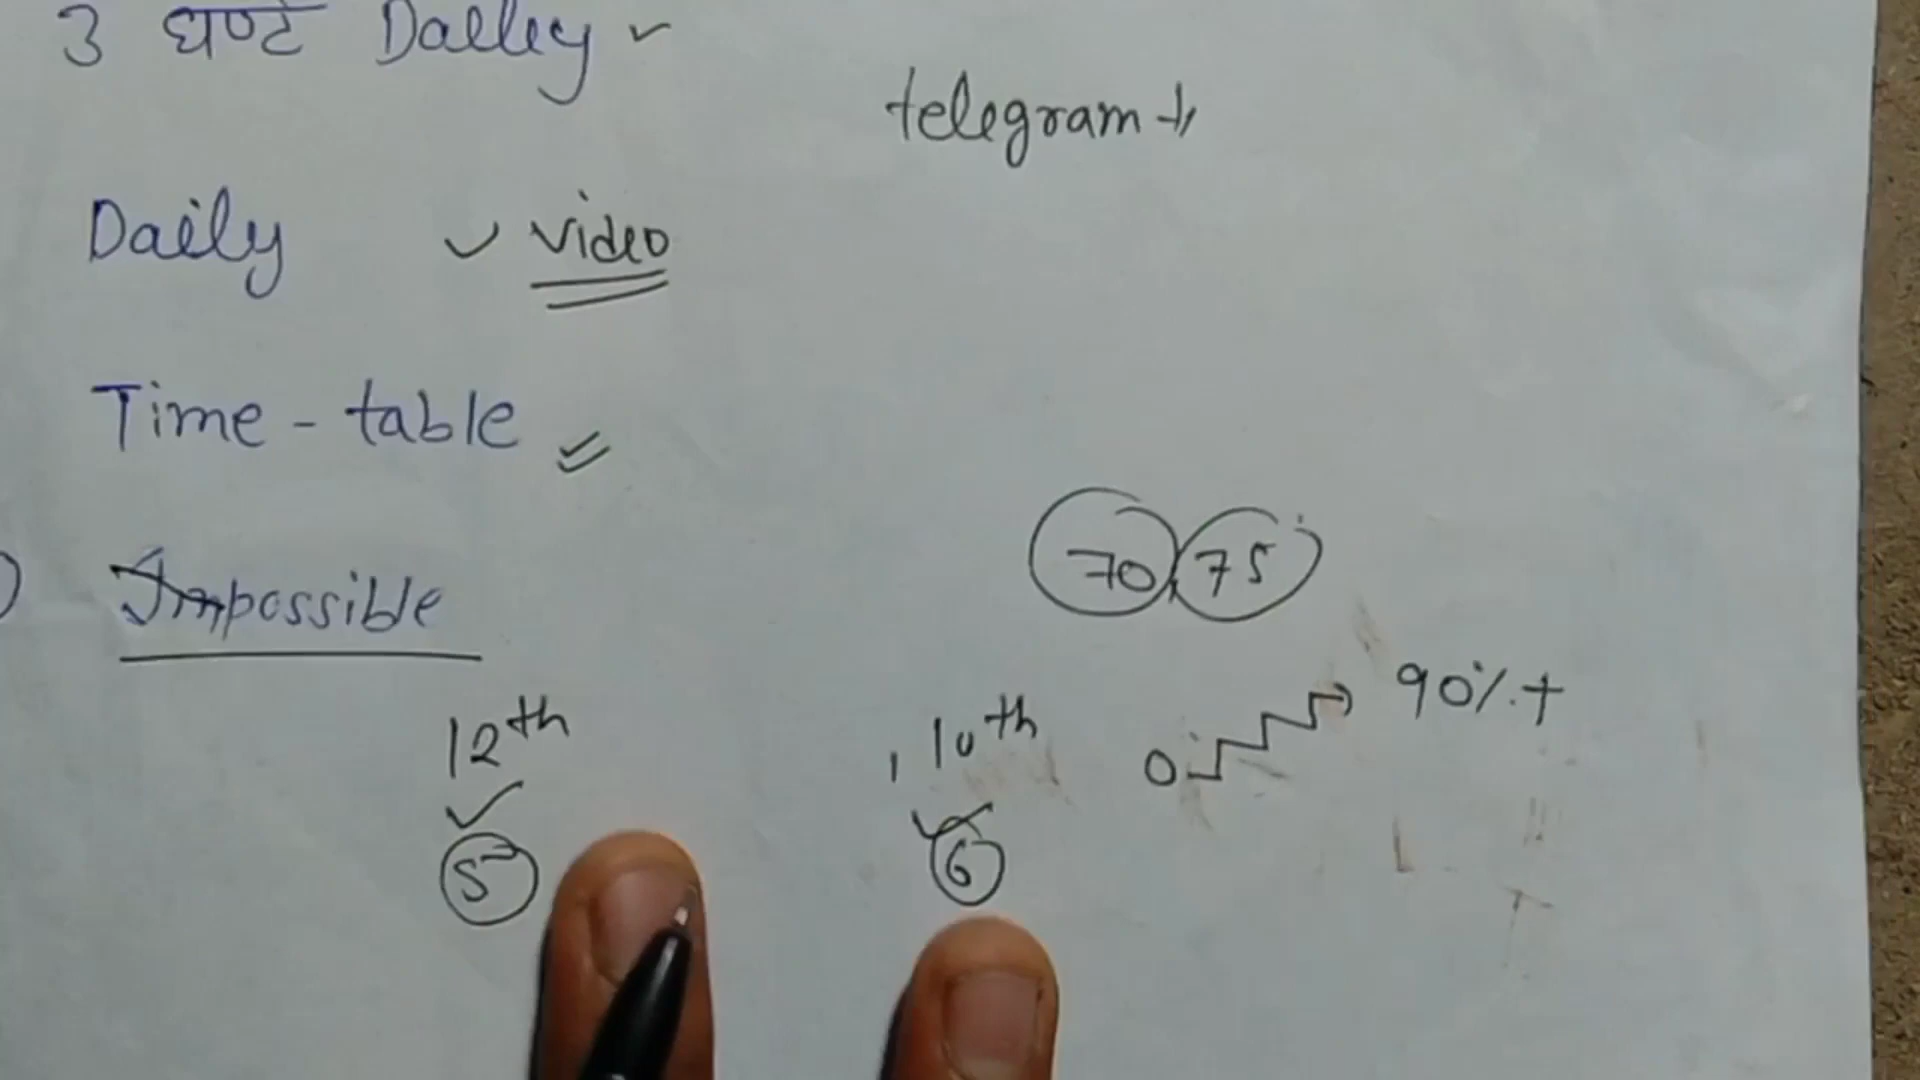 3 घण्टे Dailey ✓
telegram
Daily ✓ video
Time - table
Impossible
70, 75
12th , 10th 0 → 90%+
5 6